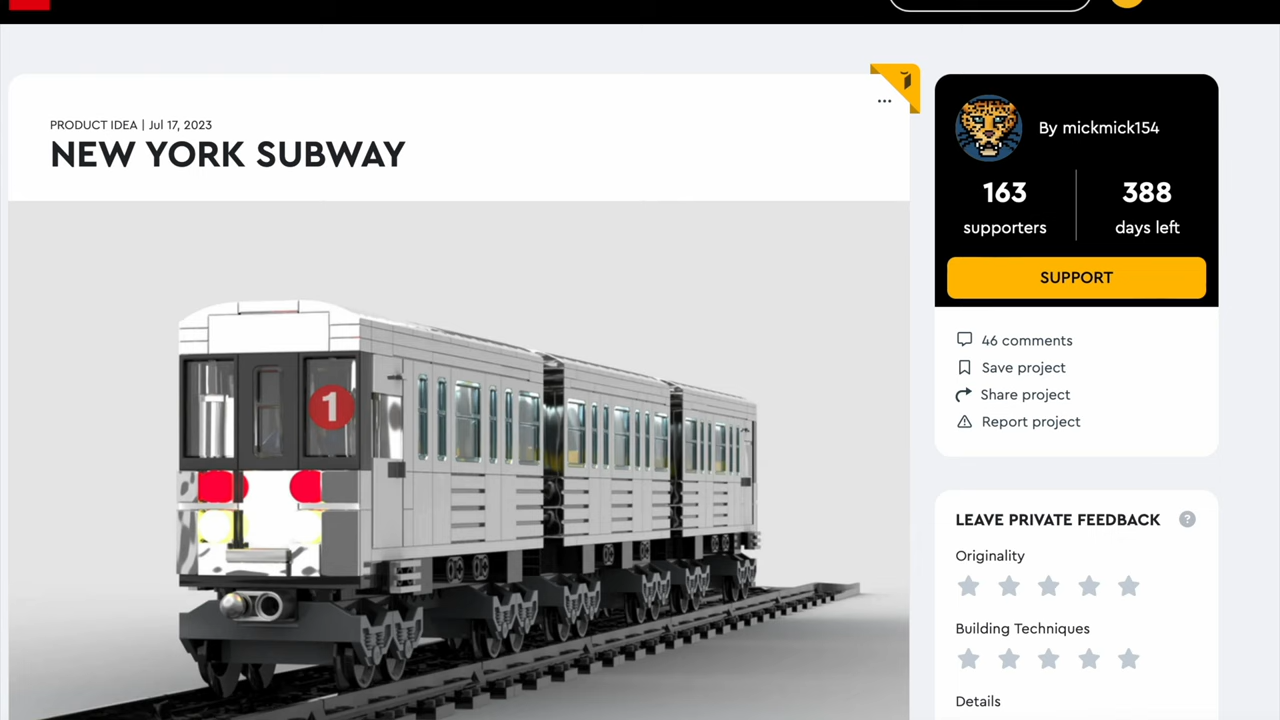 PRODUCT IDEA | Jul 17, 2023
NEW YORK SUBWAY
1
By mickmick154
163
388
supporters
days left
SUPPORT
46 comments
Save project
Share project
Report project
LEAVE PRIVATE FEEDBACK ?
Originality
Building Techniques
Details